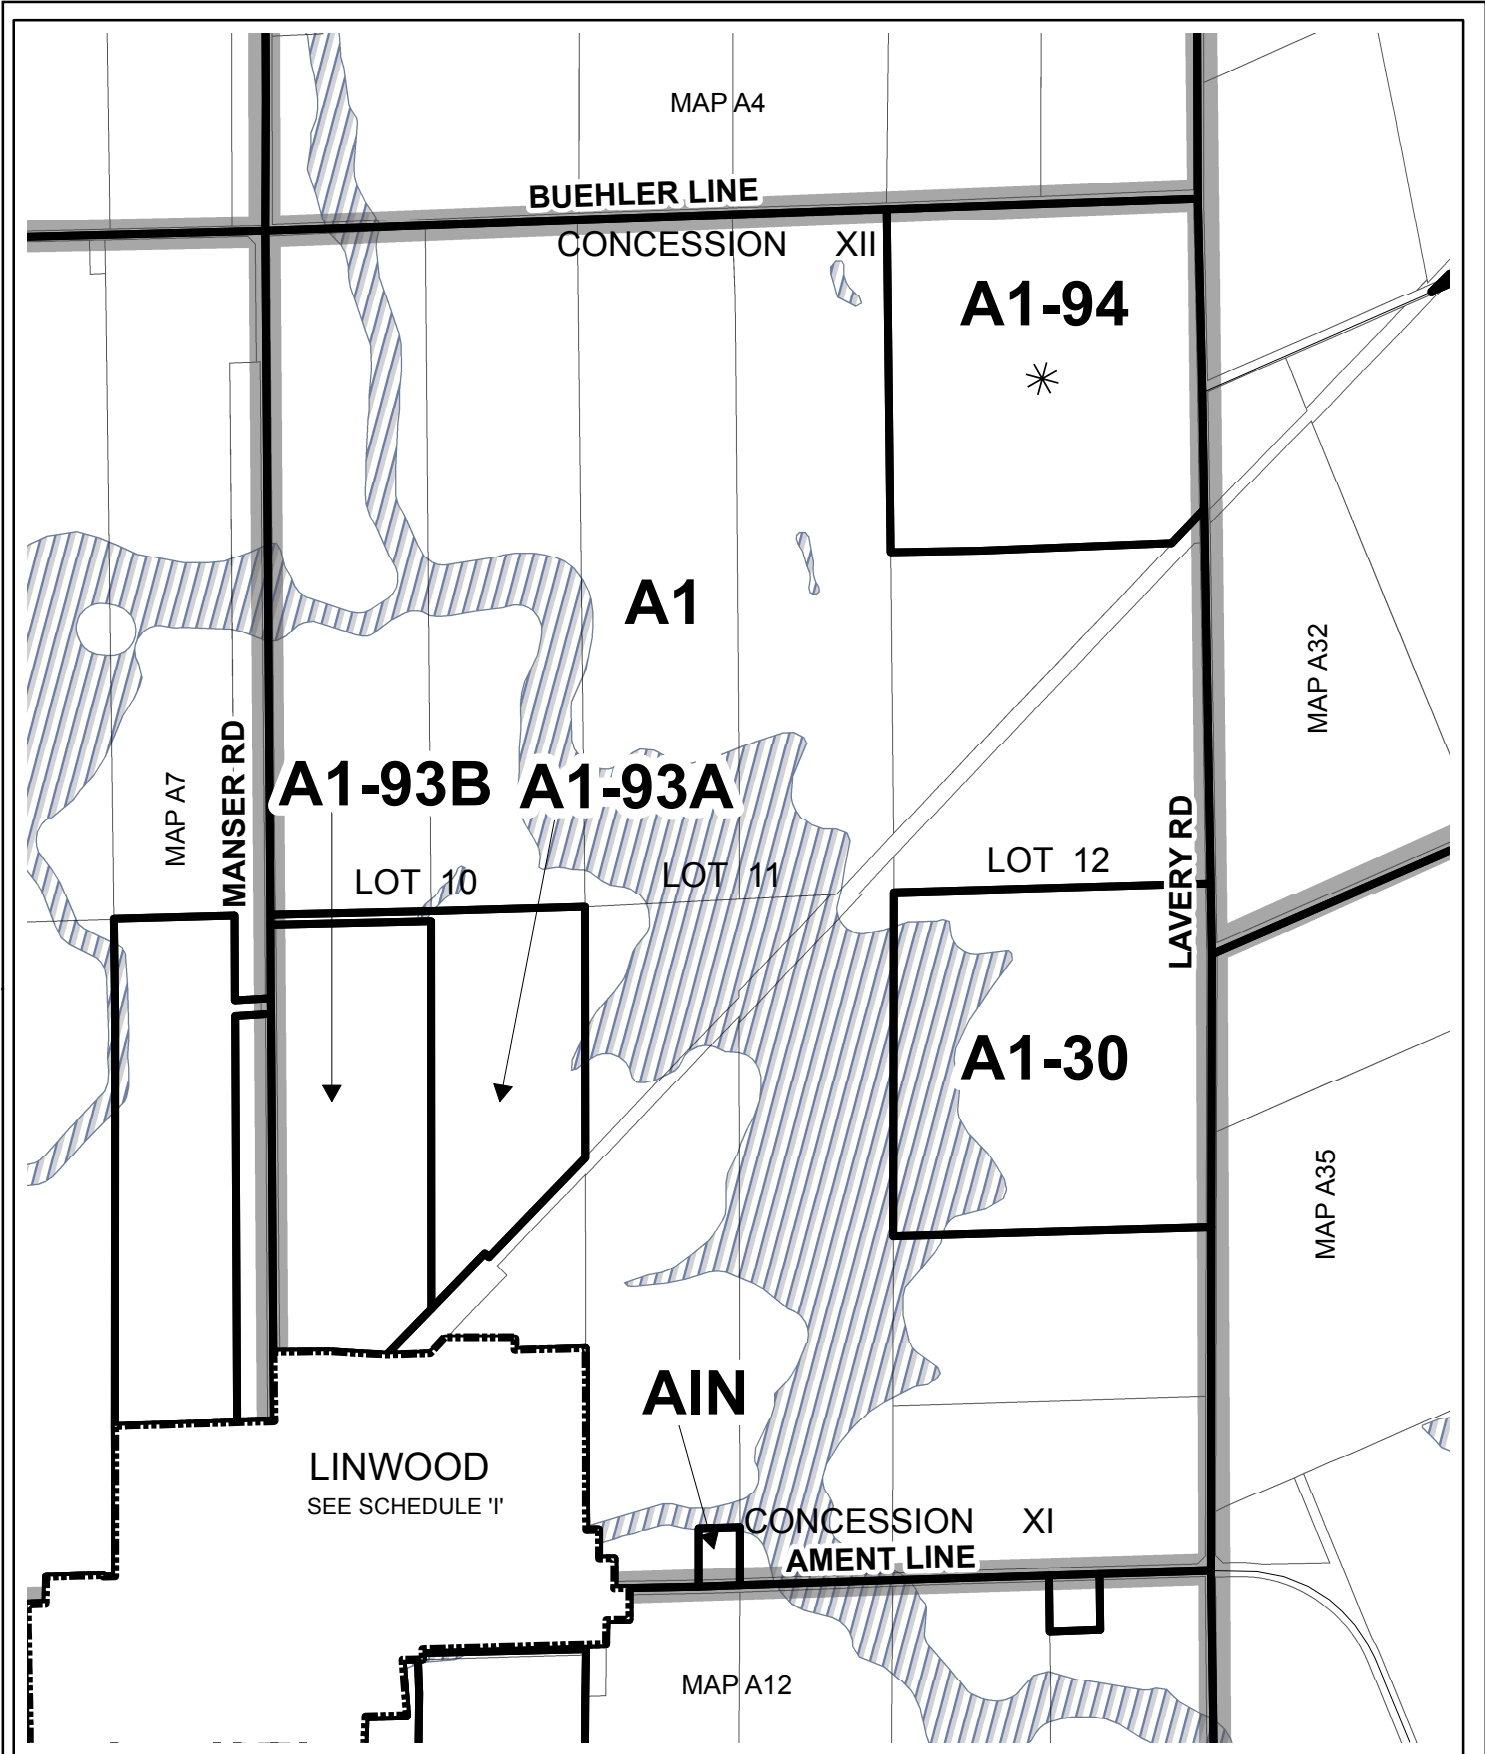 MAP A4
BUEHLER LINE
CONCESSION XII
A1-94
A1
MAP A32
MANSER RD
MAP A7
A1-93B
A1-93A
LAVERY RD
LOT 10
LOT 11
LOT 12
A1-30
MAP A35
AIN
LINWOOD
SEE SCHEDULE 'I'
CONCESSION XI
AMENT LINE
MAP A12